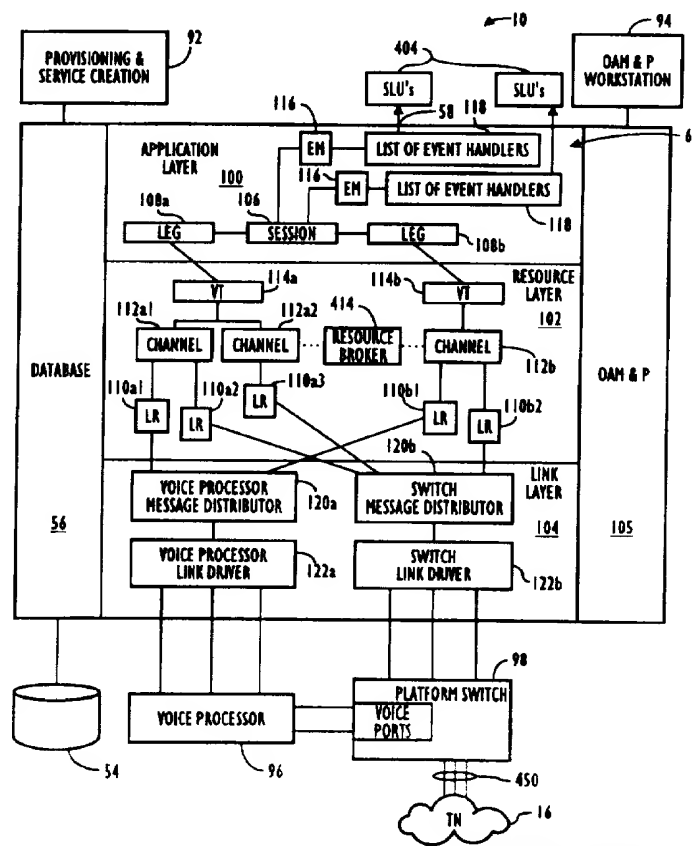 10
92
94
PROVISIONING &
SERVICE CREATION
404
SLU's
SLU's
OAM & P
WORKSTATION
116
58
118
6
APPLICATION
LAYER
EM
LIST OF EVENT HANDLERS
100
116
EM
LIST OF EVENT HANDLERS
108a
106
118
LEG
SESSION
LEG
108b
114a
114b
RESOURCE
LAYER
VT
VT
102
112a1
112a2
414
CHANNEL
CHANNEL
RESOURCE
BROKER
CHANNEL
112b
DATABASE
OAM & P
110a1
110a2
110a3
110b1
110b2
LR
LR
LR
LR
LR
120b
LINK
LAYER
VOICE PROCESSOR
MESSAGE DISTRIBUTOR
120a
SWITCH
MESSAGE DISTRIBUTOR
56
104
105
VOICE PROCESSOR
LINK DRIVER
122a
SWITCH
LINK DRIVER
122b
98
PLATFORM SWITCH
VOICE PROCESSOR
VOICE
PORTS
54
96
450
TN
16